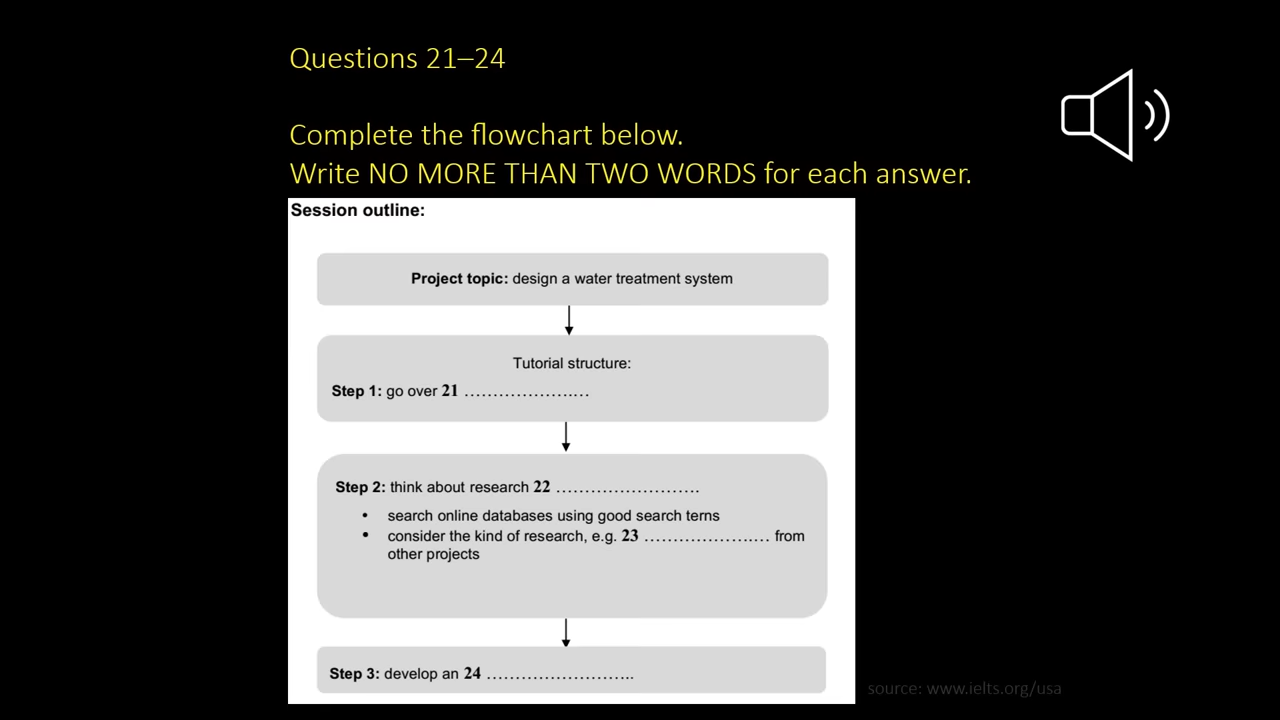 Questions 21–24
Complete the flowchart below.
Write NO MORE THAN TWO WORDS for each answer.
Session outline:
Project topic: design a water treatment system
Tutorial structure:
Step 1: go over 21 ……………….…
Step 2: think about research 22 …………………….
• search online databases using good search terns
• consider the kind of research, e.g. 23 ……………….… from
other projects
Step 3: develop an 24 ……………………..
source: www.ielts.org/usa